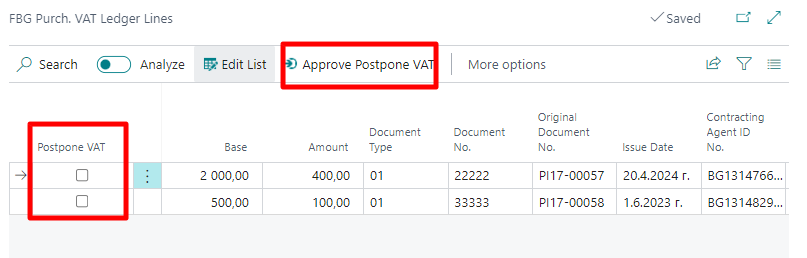 FBG Purch. VAT Ledger Lines
Saved
Search Analyze Edit List Approve Postpone VAT More options
Postpone VAT Base Amount Document Type Document No. Original Document No. Issue Date Contracting Agent ID No.
2 000,00 400,00 01 22222 PI17-00057 20.4.2024 г. BG1314766...
500,00 100,00 01 33333 PI17-00058 1.6.2023 г. BG1314829...